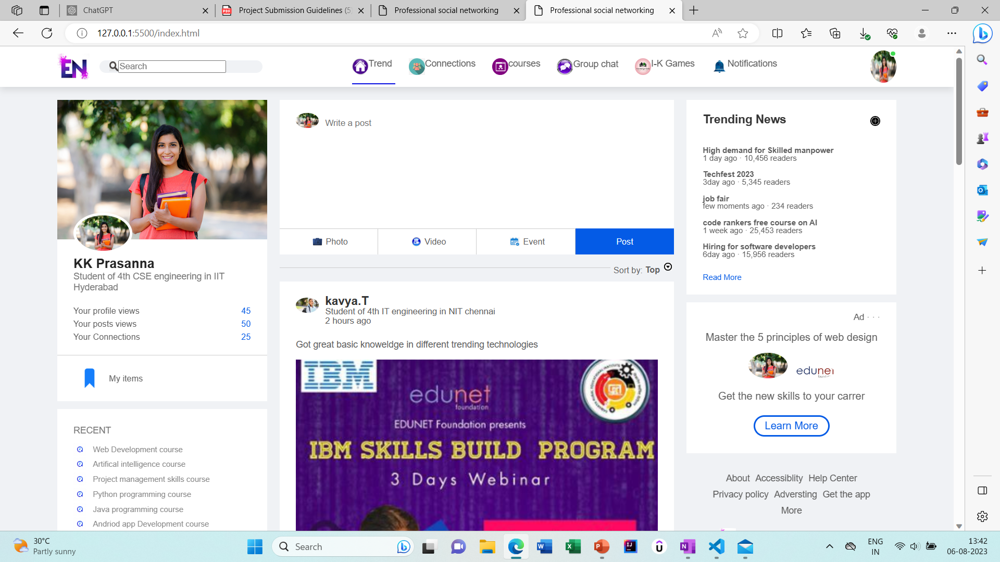 ChatGPT
Project Submission Guidelines (5
Professional social networking
Professional social networking
127.0.0.1:5500/index.html
EN
Search
Trend
Connections
courses
Group chat
I-K Games
Notifications
KK Prasanna
Student of 4th CSE engineering in IIT
Hyderabad
Your profile views 45
Your posts views 50
Your Connections 25
My items
RECENT
Web Development course
Artifical intelligence course
Project management skills course
Python programming course
Java programming course
Andriod app Development course
Write a post
Photo
Video
Event
Post
Sort by: Top
kavya.T
Student of 4th IT engineering in NIT chennai
2 hours ago
Got great basic knoweldge in different trending technologies
IBM
edunet
foundation
EDUNET Foundation presents
IBM SKILLS BUILD PROGRAM
3 Days Webinar
Trending News
High demand for Skilled manpower
1 day ago · 10,456 readers
Techfest 2023
3day ago · 5,345 readers
job fair
few moments ago · 234 readers
code rankers free course on AI
1 week ago · 25,453 readers
Hiring for software developers
6day ago · 15,956 readers
Read More
Ad · · ·
Master the 5 principles of web design
edunet
Get the new skills to your carrer
Learn More
About Accessiblity Help Center
Privacy policy Adversting Get the app
More
30°C
Partly sunny
Search
ENG
IN
13:42
06-08-2023